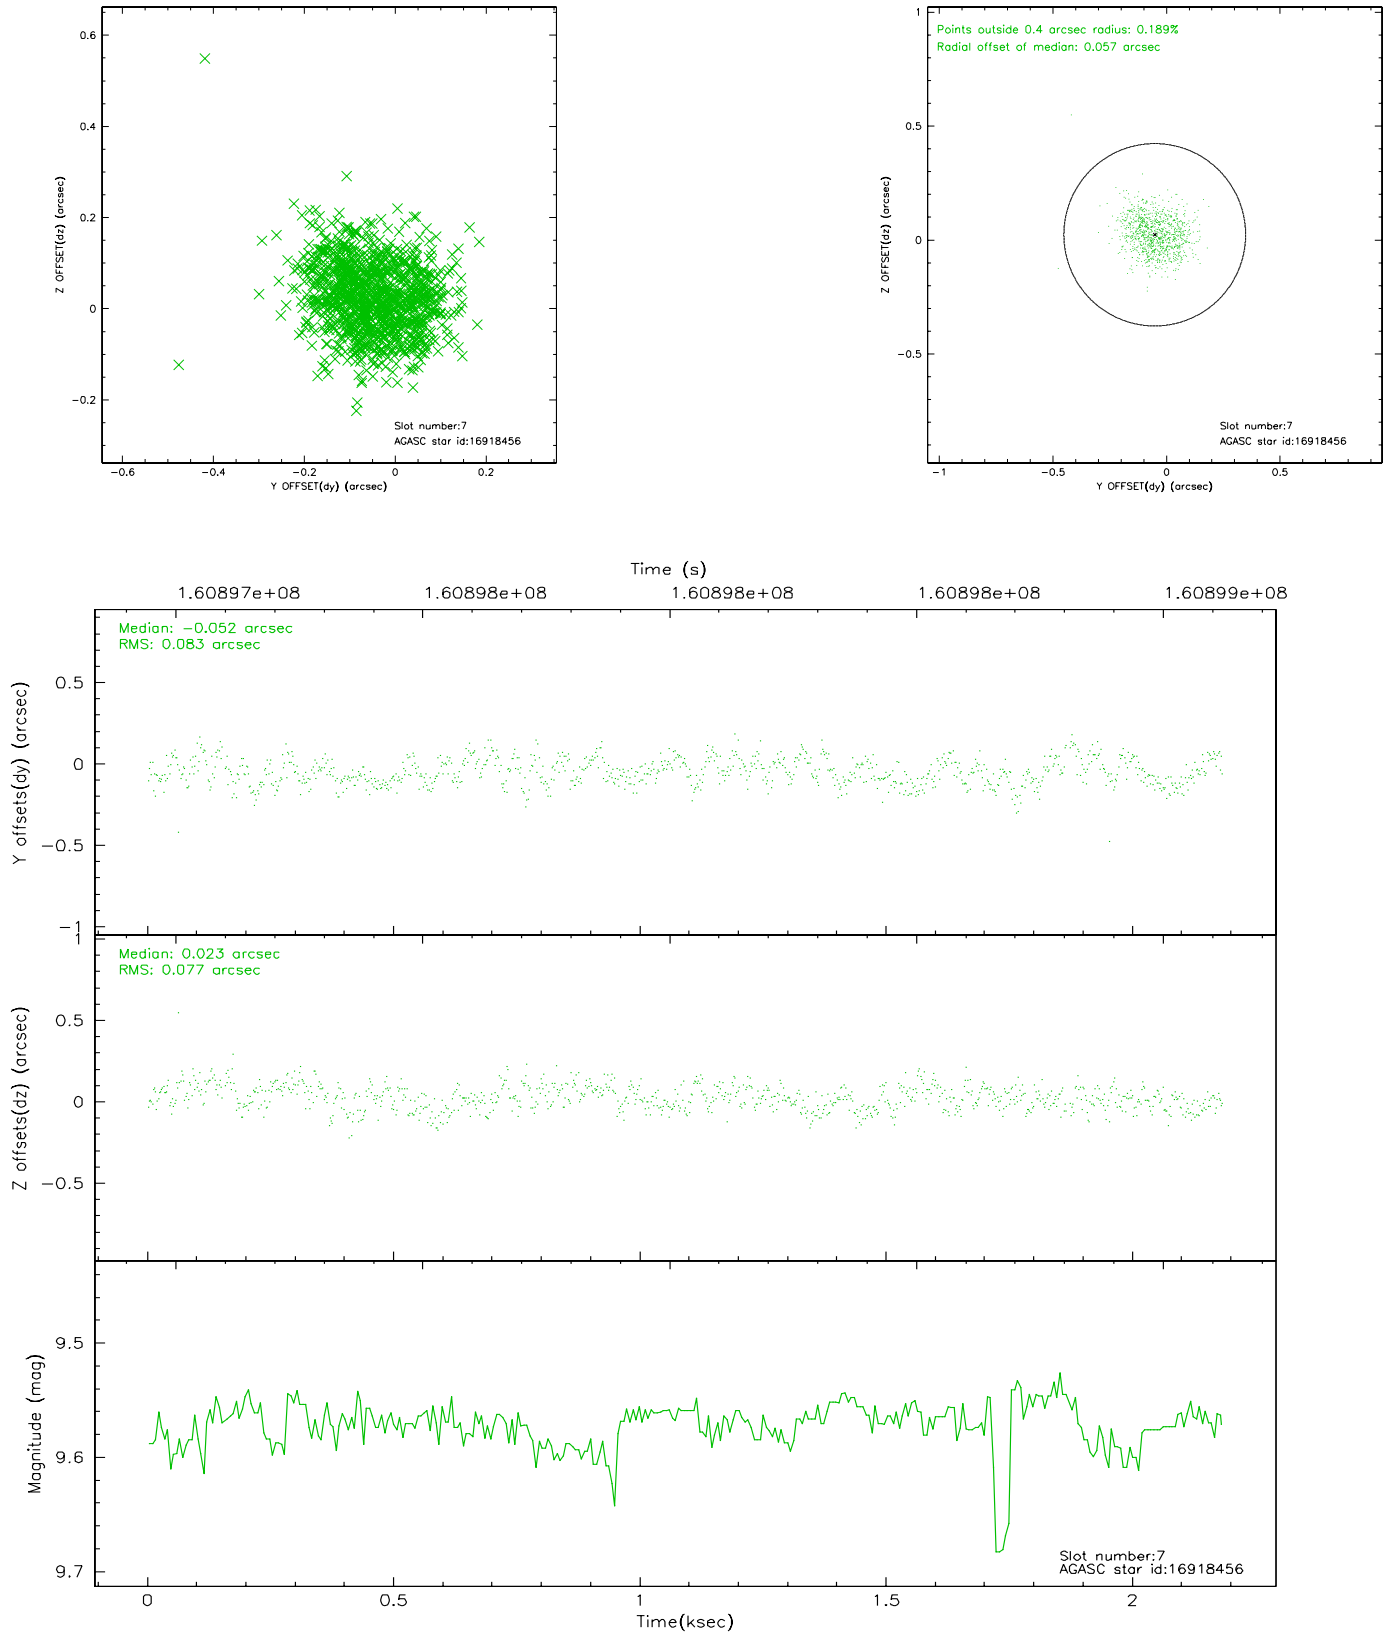 0.6
0.4
0.2
0
−0.2
Z OFFSET(dz) (arcsec)
Slot number:7
AGASC star id:16918456
−0.6 −0.4 −0.2 0 0.2
Y OFFSET(dy) (arcsec)
1
0.5
0
−0.5
Z OFFSET(dz) (arcsec)
Points outside 0.4 arcsec radius: 0.189%
Radial offset of median: 0.057 arcsec
Slot number:7
AGASC star id:16918456
−1 −0.5 0 0.5
Y OFFSET(dy) (arcsec)
Time (s)
1.60897e+08 1.60898e+08 1.60898e+08 1.60898e+08 1.60899e+08
Median: −0.052 arcsec
RMS: 0.083 arcsec
0.5
0
−0.5
−1
Y offsets(dy) (arcsec)
1
Median: 0.023 arcsec
RMS: 0.077 arcsec
0.5
0
−0.5
Z offsets(dz) (arcsec)
9.5
9.6
9.7
Magnitude (mag)
Slot number:7
AGASC star id:16918456
0 0.5 1 1.5 2
Time(ksec)